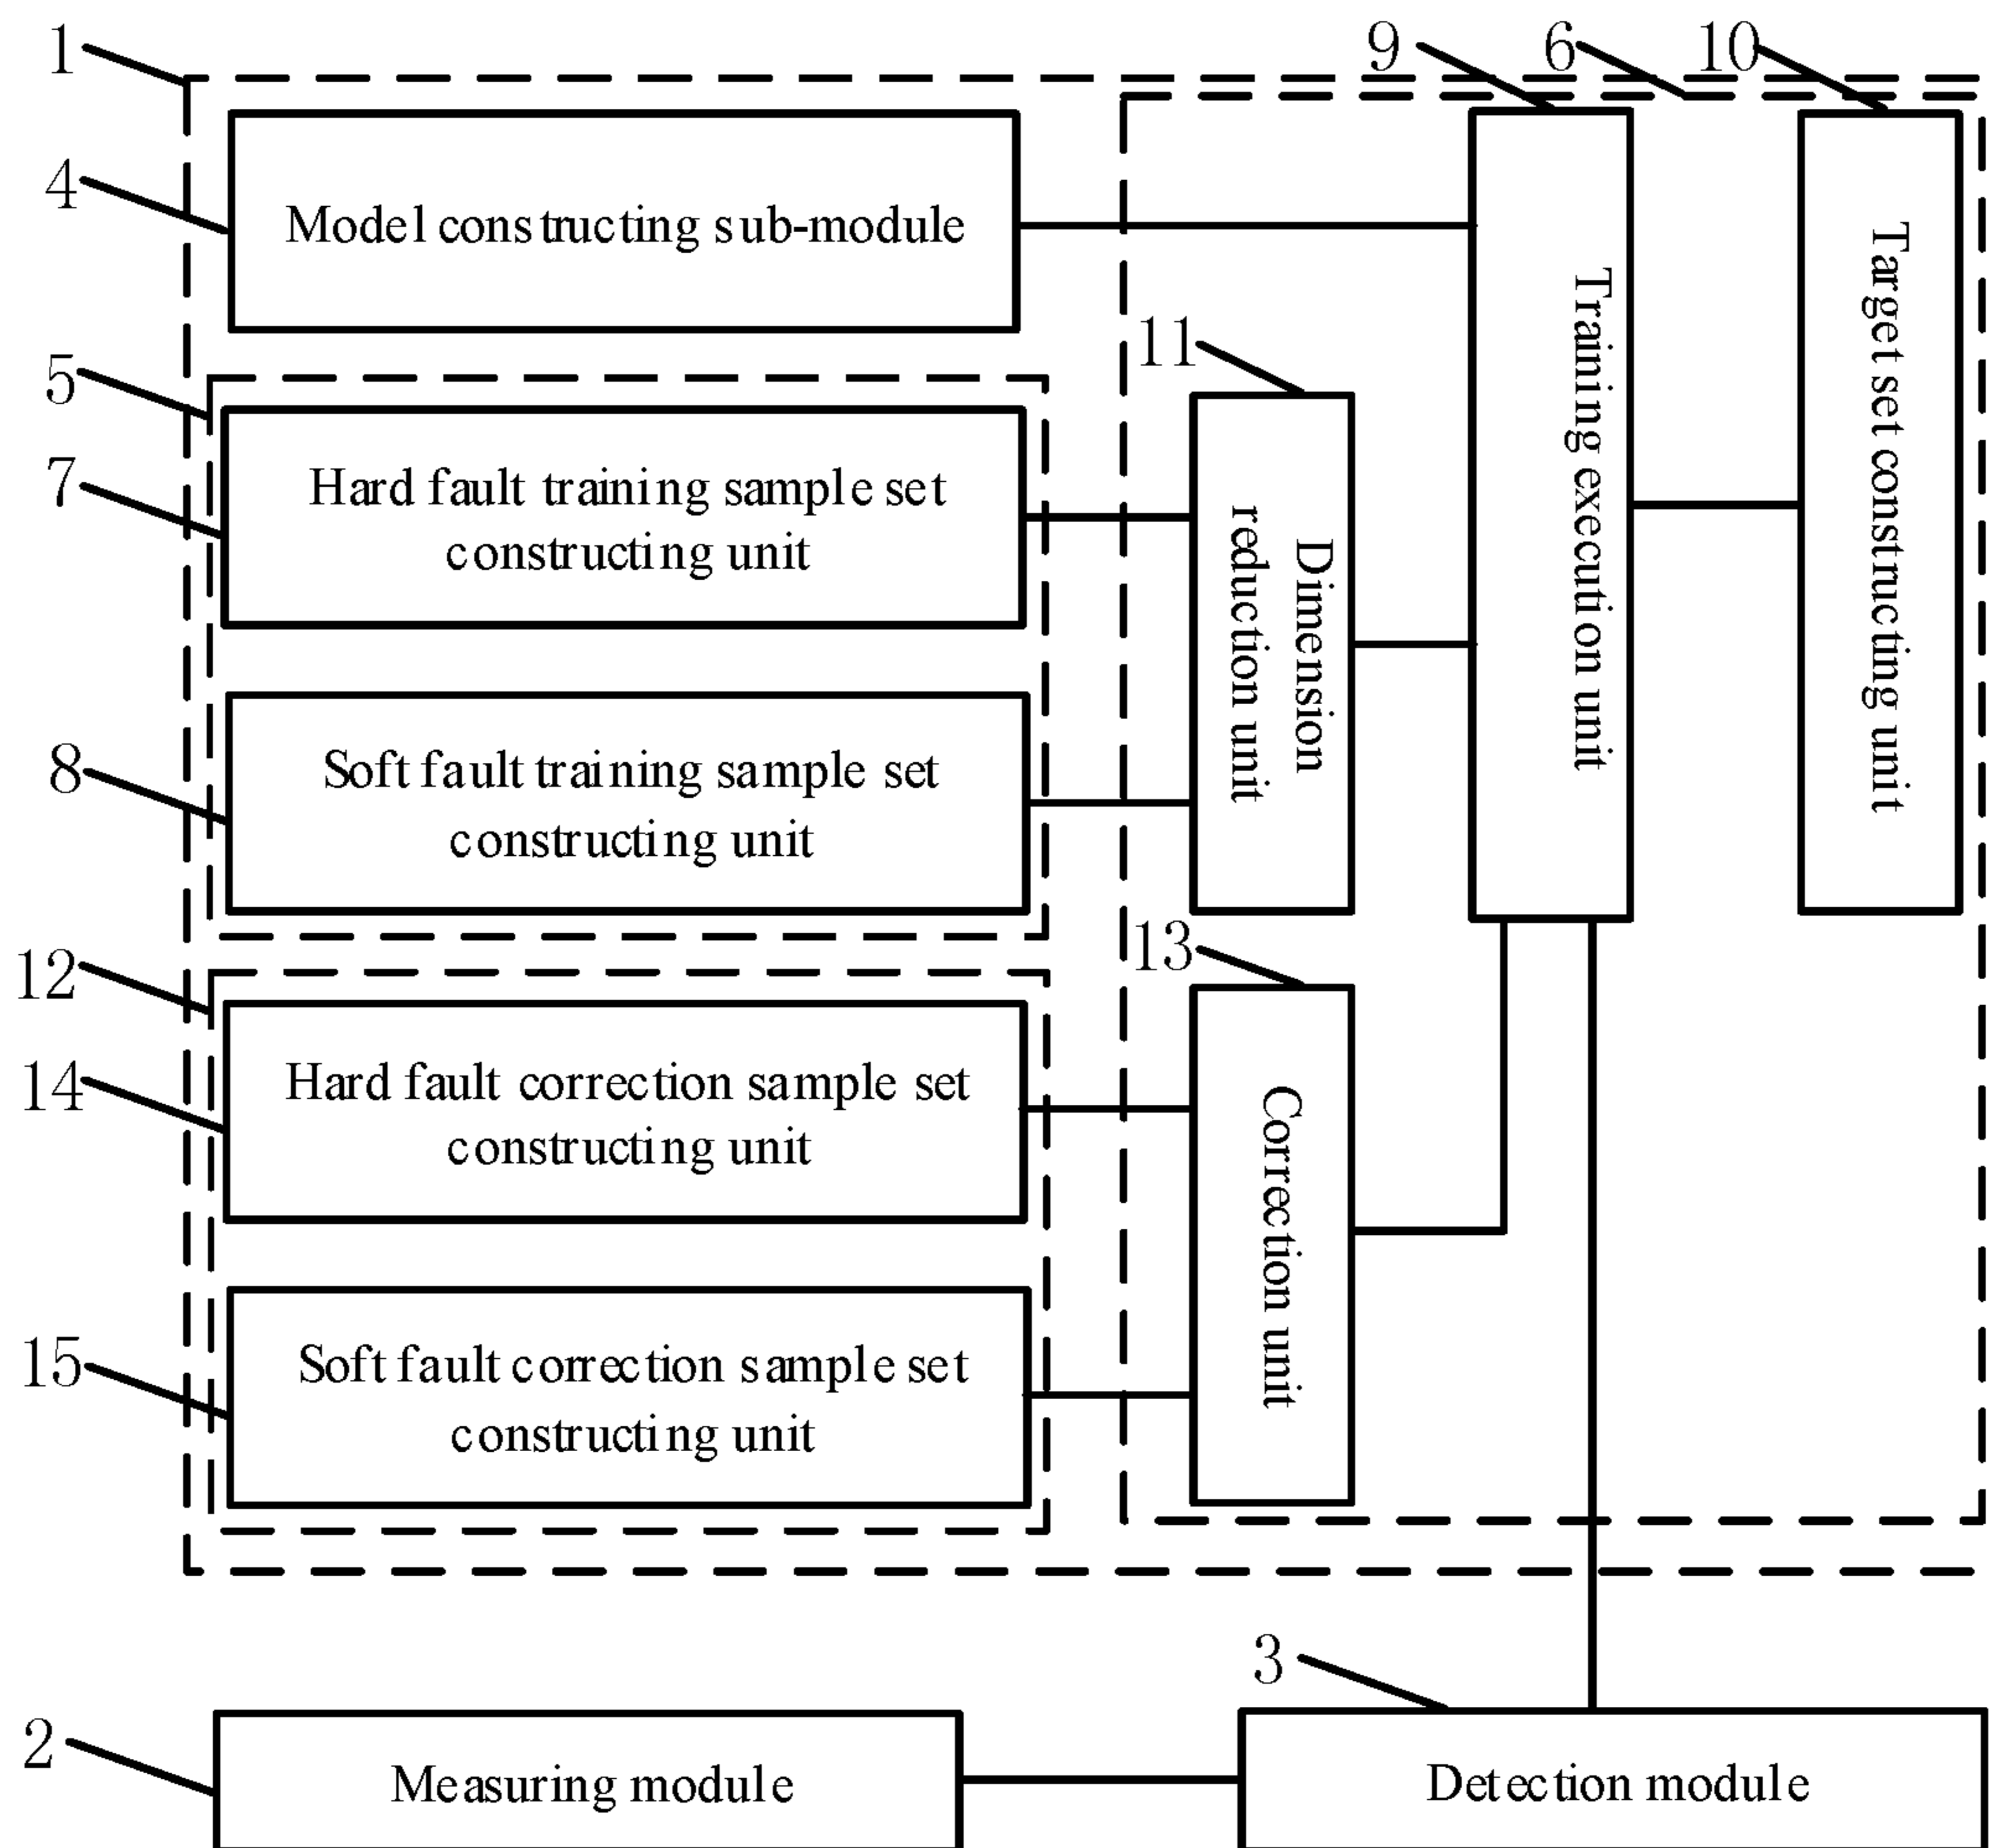 1
9
6
10
4
Model constructing sub-module
5
11
7
Hard fault training sample set
constructing unit
8
Soft fault training sample set
constructing unit
Dimension
reduction unit
Training execution unit
Target set constructing unit
12
13
14
Hard fault correction sample set
constructing unit
15
Soft fault correction sample set
constructing unit
Correction unit
3
2
Measuring module
Detection module